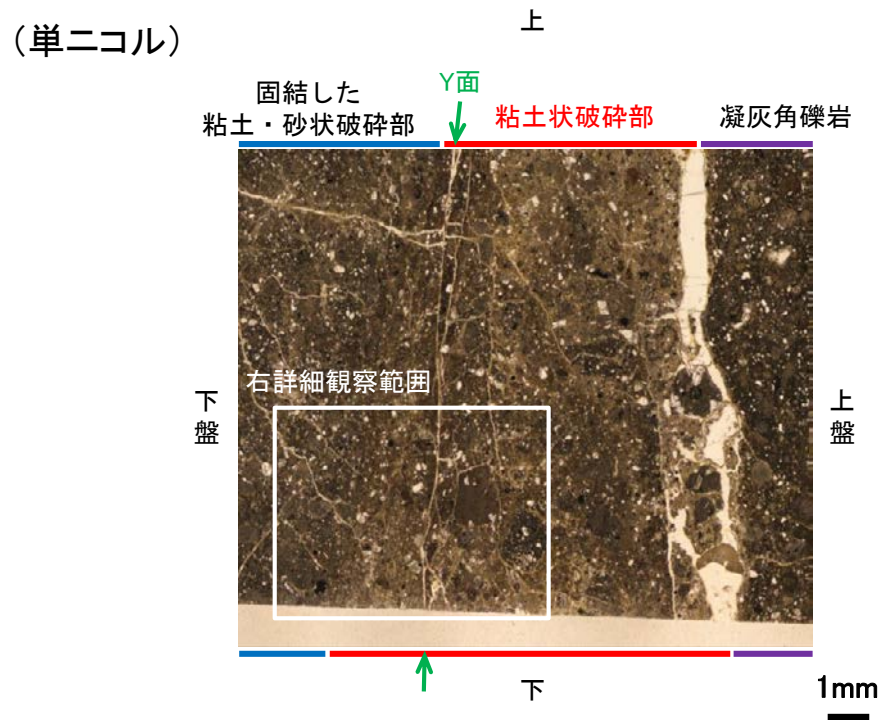 （単ニコル）
上
固結した
粘土・砂状破砕部
Y面
粘土状破砕部
凝灰角礫岩
右詳細観察範囲
下盤
上盤
下
1mm